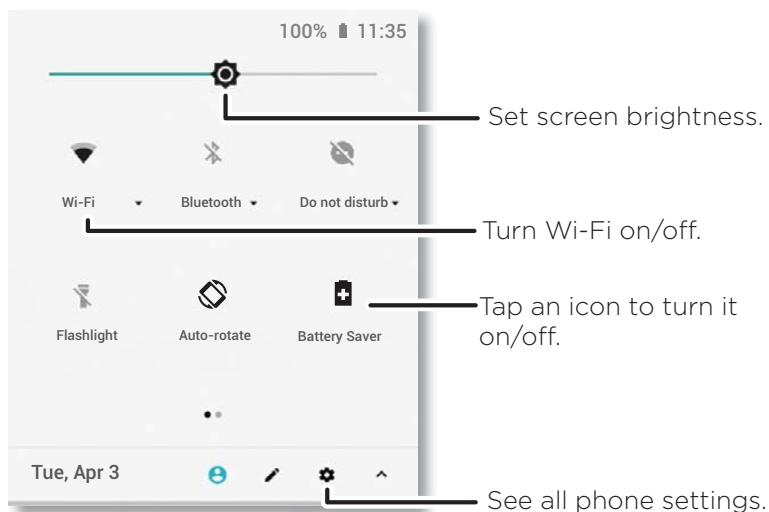 100% 11:35
Set screen brightness.
Wi-Fi Bluetooth Do not disturb
Turn Wi-Fi on/off.
Tap an icon to turn it
on/off.
Flashlight Auto-rotate Battery Saver
Tue, Apr 3
See all phone settings.